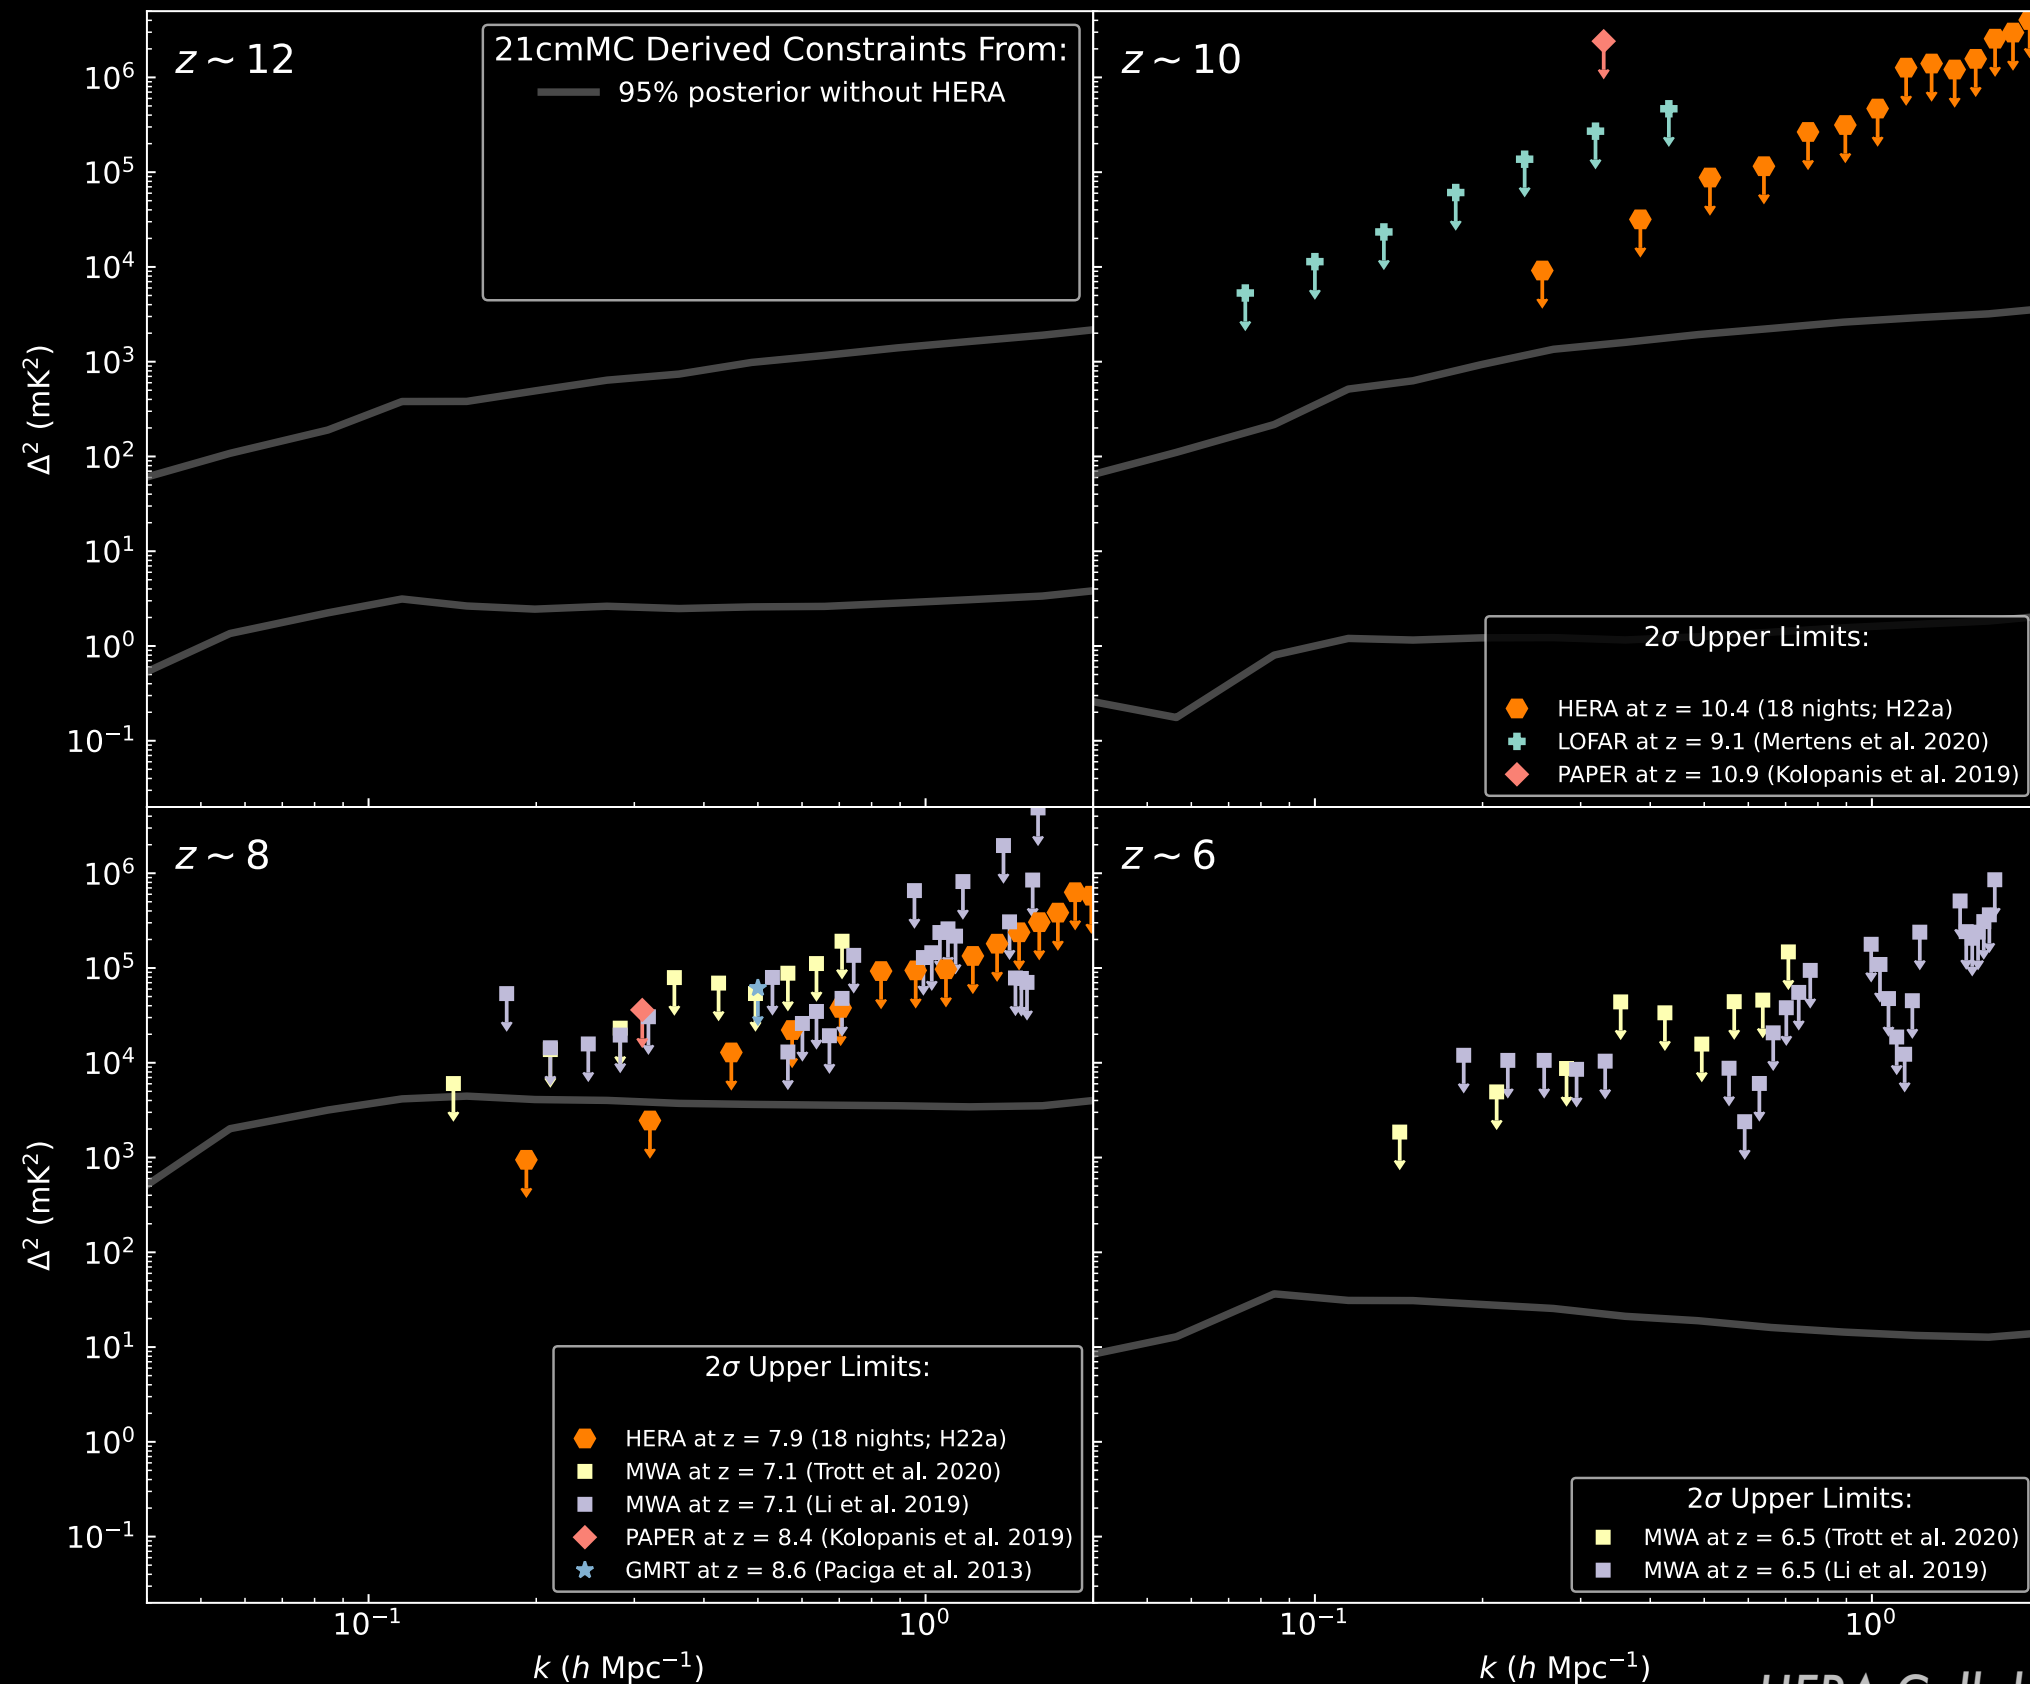 z ~ 12
21cmMC Derived Constraints From:
95% posterior without HERA
10⁶
10⁵
10⁴
10³
10²
10¹
10⁰
10⁻¹
Δ² (mK²)
z ~ 10
2σ Upper Limits:
HERA at z = 10.4 (18 nights; H22a)
LOFAR at z = 9.1 (Mertens et al. 2020)
PAPER at z = 10.9 (Kolopanis et al. 2019)
z ~ 8
10⁶
10⁵
10⁴
10³
10²
10¹
10⁰
10⁻¹
Δ² (mK²)
2σ Upper Limits:
HERA at z = 7.9 (18 nights; H22a)
MWA at z = 7.1 (Trott et al. 2020)
MWA at z = 7.1 (Li et al. 2019)
PAPER at z = 8.4 (Kolopanis et al. 2019)
GMRT at z = 8.6 (Paciga et al. 2013)
10⁻¹
10⁰
k (h Mpc⁻¹)
z ~ 6
2σ Upper Limits:
MWA at z = 6.5 (Trott et al. 2020)
MWA at z = 6.5 (Li et al. 2019)
10⁻¹
10⁰
k (h Mpc⁻¹)
HERA